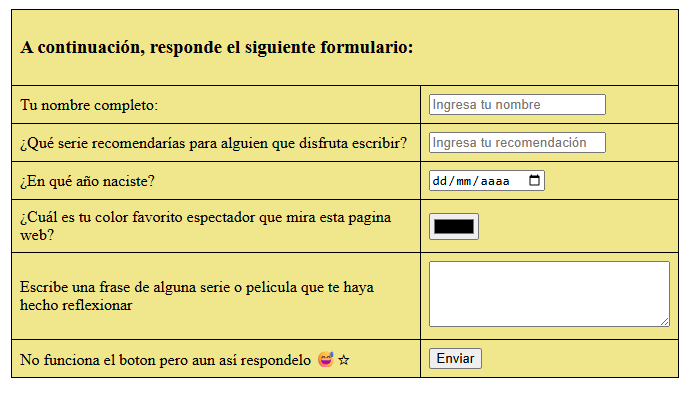 A continuación, responde el siguiente formulario:
Tu nombre completo:
Ingresa tu nombre
¿Qué serie recomendarías para alguien que disfruta escribir?
Ingresa tu recomendación
¿En qué año naciste?
dd/mm/aaaa
¿Cuál es tu color favorito espectador que mira esta pagina
web?
Escribe una frase de alguna serie o pelicula que te haya
hecho reflexionar
No funciona el boton pero aun así respondelo 😅 ☆
Enviar